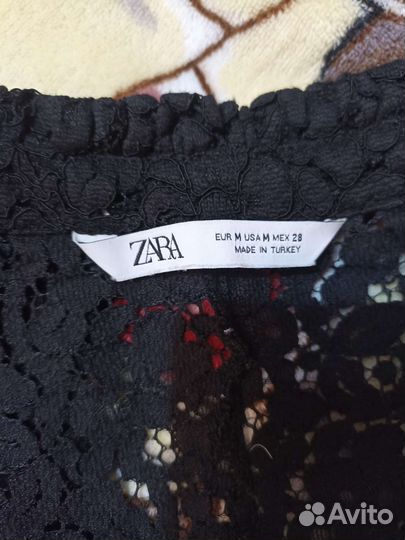 ZARA
EUR M USA M MEX 28
MADE IN TURKEY
Avito